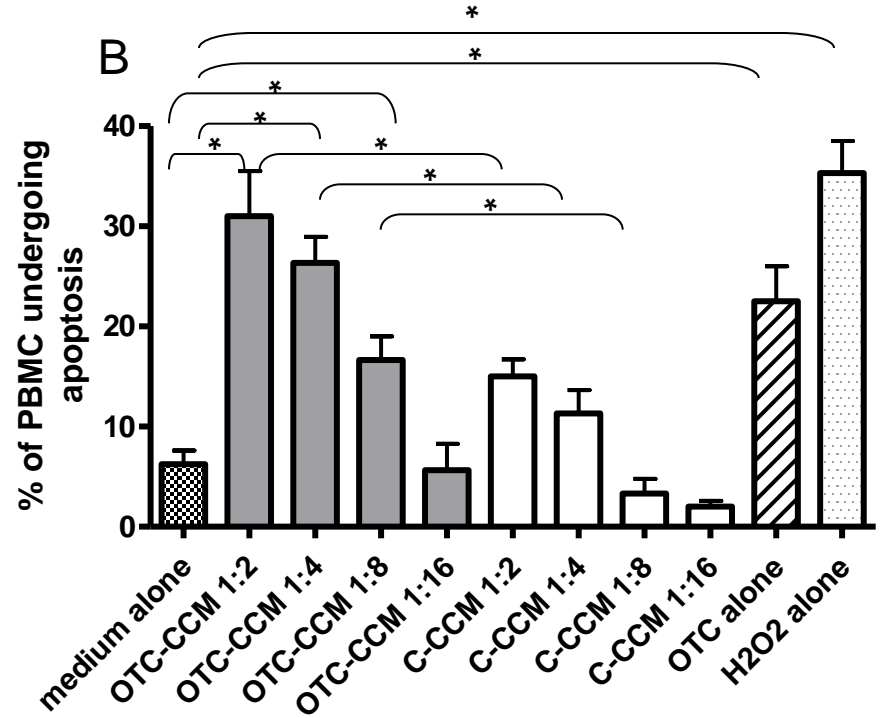 *
B
*
*
*
*
*
*
*
% of PBMC undergoing
apoptosis
40
30
20
10
0
medium alone
OTC-CCM 1:2
OTC-CCM 1:4
OTC-CCM 1:8
OTC-CCM 1:16
C-CCM 1:2
C-CCM 1:4
C-CCM 1:8
C-CCM 1:16
OTC alone
H2O2 alone